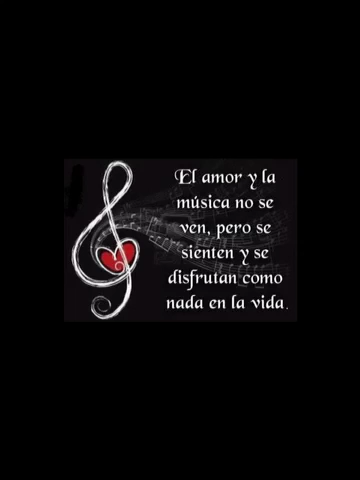 El amor y la
música no se
ven, pero se
sienten y se
disfrutan como
nada en la vida.